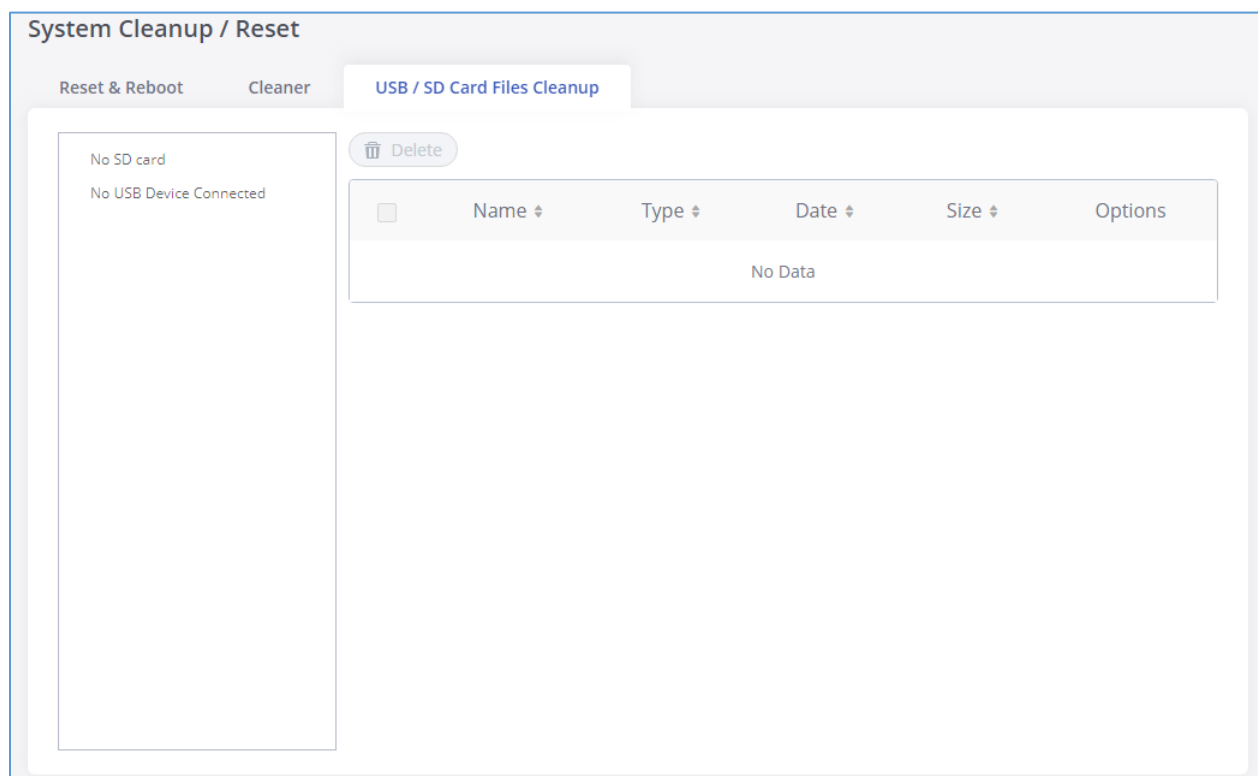 System Cleanup / Reset
Reset & Reboot Cleaner USB / SD Card Files Cleanup
No SD card
No USB Device Connected
Delete
Name Type Date Size Options
No Data